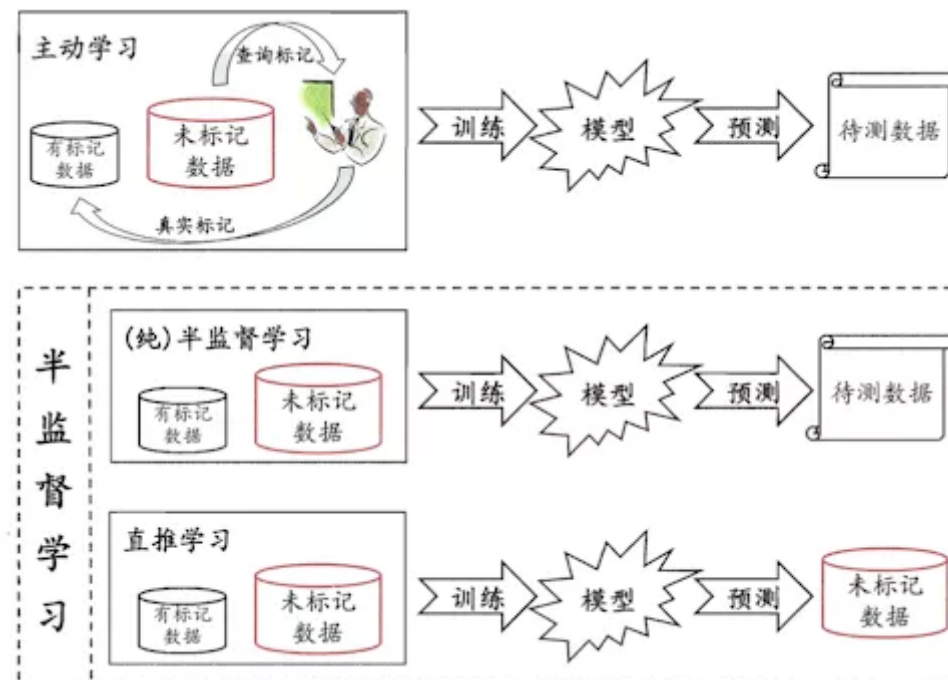 主动学习
查询标记
有标记
数据
未标记
数据
真实标记
训练
模型
预测
待测数据
半监督学习
(纯)半监督学习
有标记
数据
未标记
数据
训练
模型
预测
待测数据
直推学习
有标记
数据
未标记
数据
训练
模型
预测
未标记
数据